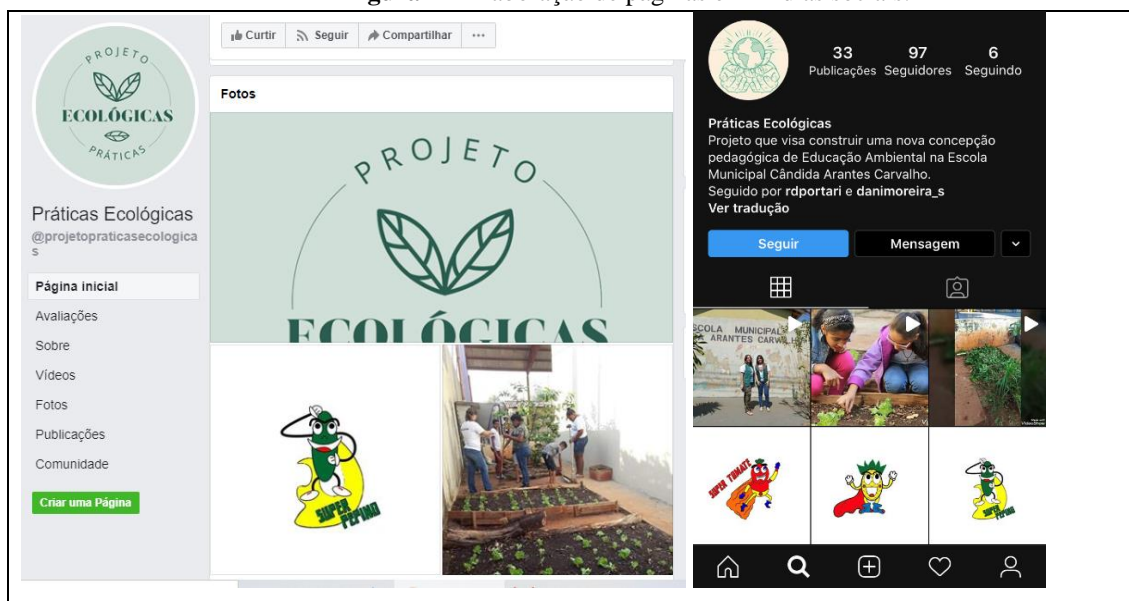 PROJETO
ECOLÓGICAS
PRÁTICAS
Práticas Ecológicas
@projetopraticasecologica
s
Página inicial
Avaliações
Sobre
Vídeos
Fotos
Publicações
Comunidade
Criar uma Página
Curtir
Seguir
Compartilhar
Fotos
PROJETO
ECOLÓGICAS
SUPER
PEPINO
33 97 6
Publicações Seguidores Seguindo
Práticas Ecológicas
Projeto que visa construir uma nova concepção
pedagógica de Educação Ambiental na Escola
Municipal Cândida Arantes Carvalho.
Seguido por rdportari e danimoreira_s
Ver tradução
Seguir Mensagem
SCOLA MUNICIPAL
ARANTES
SUPER TOMATE
SUPER
PEPINO